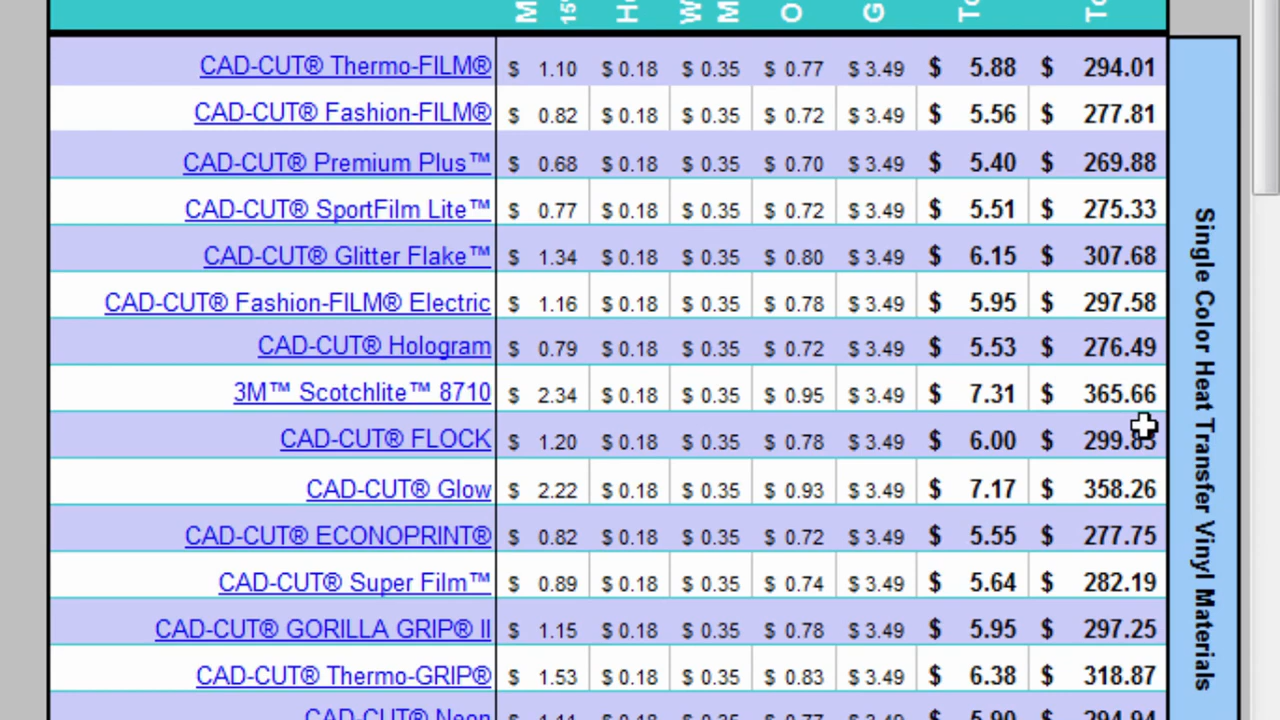 CAD-CUT® Thermo-FILM® $ 1.10 $ 0.18 $ 0.35 $ 0.77 $ 3.49 $ 5.88 $ 294.01
CAD-CUT® Fashion-FILM® $ 0.82 $ 0.18 $ 0.35 $ 0.72 $ 3.49 $ 5.56 $ 277.81
CAD-CUT® Premium Plus™ $ 0.68 $ 0.18 $ 0.35 $ 0.70 $ 3.49 $ 5.40 $ 269.88
CAD-CUT® SportFilm Lite™ $ 0.77 $ 0.18 $ 0.35 $ 0.72 $ 3.49 $ 5.51 $ 275.33
CAD-CUT® Glitter Flake™ $ 1.34 $ 0.18 $ 0.35 $ 0.80 $ 3.49 $ 6.15 $ 307.68
CAD-CUT® Fashion-FILM® Electric $ 1.16 $ 0.18 $ 0.35 $ 0.78 $ 3.49 $ 5.95 $ 297.58
CAD-CUT® Hologram $ 0.79 $ 0.18 $ 0.35 $ 0.72 $ 3.49 $ 5.53 $ 276.49
3M™ Scotchlite™ 8710 $ 2.34 $ 0.18 $ 0.35 $ 0.95 $ 3.49 $ 7.31 $ 365.66
CAD-CUT® FLOCK $ 1.20 $ 0.18 $ 0.35 $ 0.78 $ 3.49 $ 6.00 $
CAD-CUT® Glow $ 2.22 $ 0.18 $ 0.35 $ 0.93 $ 3.49 $ 7.17 $ 358.26
CAD-CUT® ECONOPRINT® $ 0.82 $ 0.18 $ 0.35 $ 0.72 $ 3.49 $ 5.55 $ 277.75
CAD-CUT® Super Film™ $ 0.89 $ 0.18 $ 0.35 $ 0.74 $ 3.49 $ 5.64 $ 282.19
CAD-CUT® GORILLA GRIP® II $ 1.15 $ 0.18 $ 0.35 $ 0.78 $ 3.49 $ 5.95 $ 297.25
CAD-CUT® Thermo-GRIP® $ 1.53 $ 0.18 $ 0.35 $ 0.83 $ 3.49 $ 6.38 $ 318.87
CAD-CUT® Neon
Single Color Heat Transfer Vinyl Materials